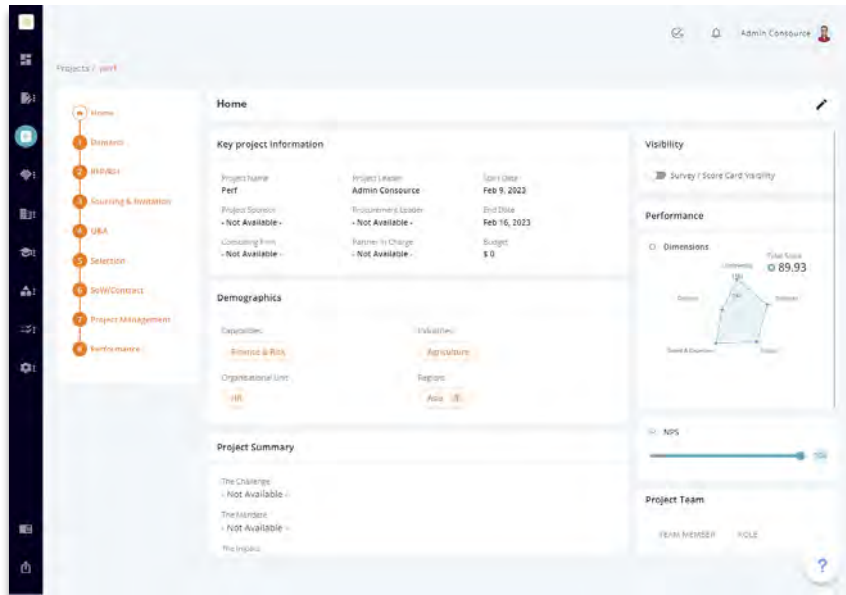 Admin Consource
Projects / perf
Home
Demand
RFP/RFI
Sourcing & Invitation
Q&A
Selection
SoW/Contract
Project Management
Performance
Home
Key project information
Project Name
Perf
Project Leader
Admin Consource
Start Date
Feb 9, 2023
Project Sponsor
- Not Available -
Procurement Leader
- Not Available -
End Date
Feb 16, 2023
Consulting Firm
- Not Available -
Partner In Charge
- Not Available -
Budget
$ 0
Demographics
Capabilities
Finance & Risk
Industries
Agriculture
Organizational Unit
HR
Regions
Asia
Project Summary
The Challenge
- Not Available -
The Mandate
- Not Available -
The Impact
Visibility
Survey / Score Card Visibility
Performance
Dimensions
Total Score
89.93
NPS
Project Team
TEAM MEMBER
ROLE
?